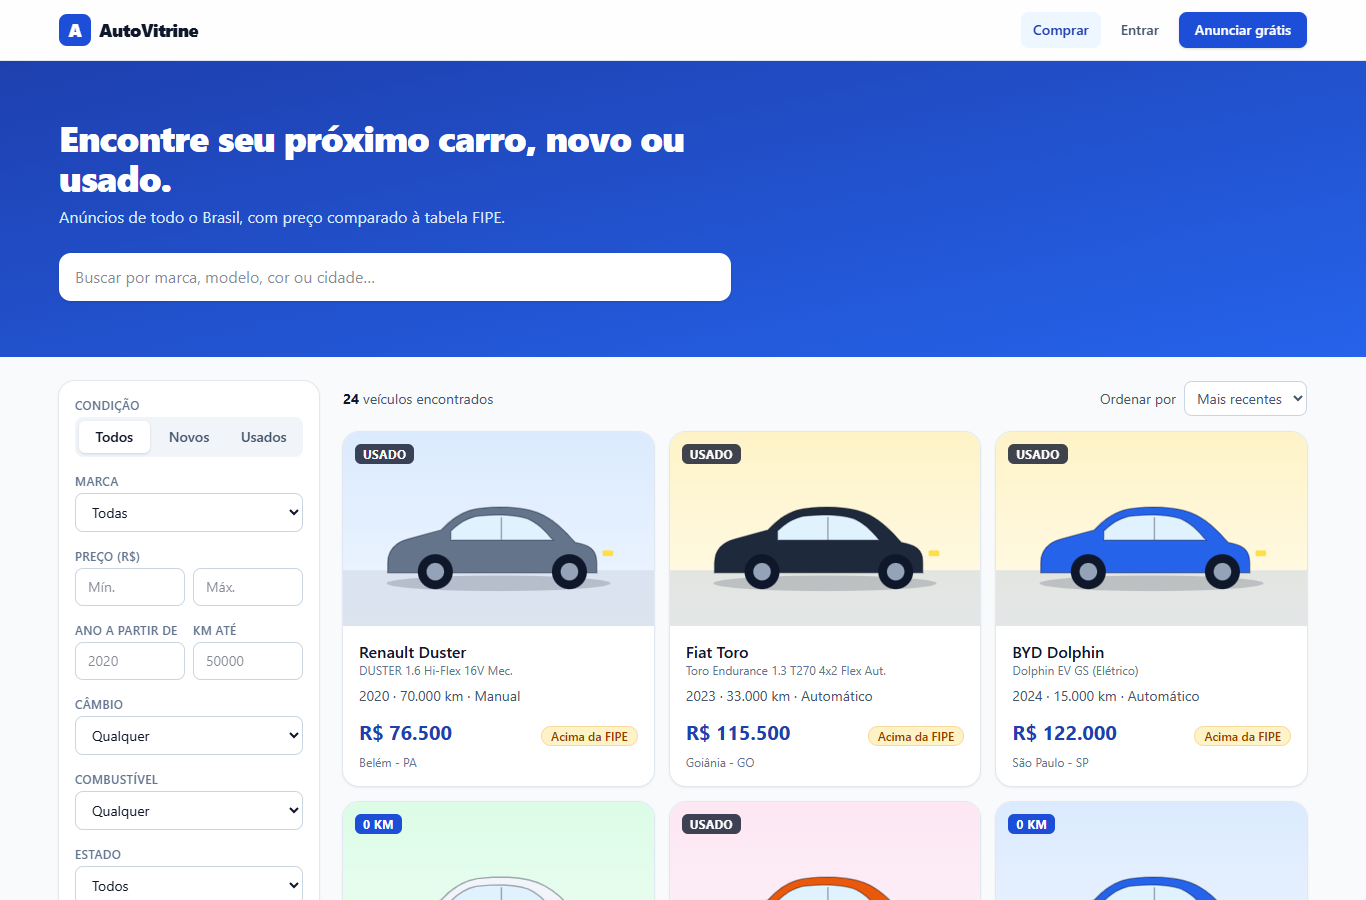 A AutoVitrine
Comprar
Entrar
Anunciar grátis
Encontre seu próximo carro, novo ou
usado.
Anúncios de todo o Brasil, com preço comparado à tabela FIPE.
Buscar por marca, modelo, cor ou cidade...
CONDIÇÃO
Todos Novos Usados
MARCA
Todas
PREÇO (R$)
Mín. Máx.
ANO A PARTIR DE KM ATÉ
2020 50000
CÂMBIO
Qualquer
COMBUSTÍVEL
Qualquer
ESTADO
Todos
24 veículos encontrados
Ordenar por Mais recentes
USADO
Renault Duster
DUSTER 1.6 Hi-Flex 16V Mec.
2020 · 70.000 km · Manual
R$ 76.500 Acima da FIPE
Belém - PA
USADO
Fiat Toro
Toro Endurance 1.3 T270 4x2 Flex Aut.
2023 · 33.000 km · Automático
R$ 115.500 Acima da FIPE
Goiânia - GO
USADO
BYD Dolphin
Dolphin EV GS (Elétrico)
2024 · 15.000 km · Automático
R$ 122.000 Acima da FIPE
São Paulo - SP
0 KM
USADO
0 KM